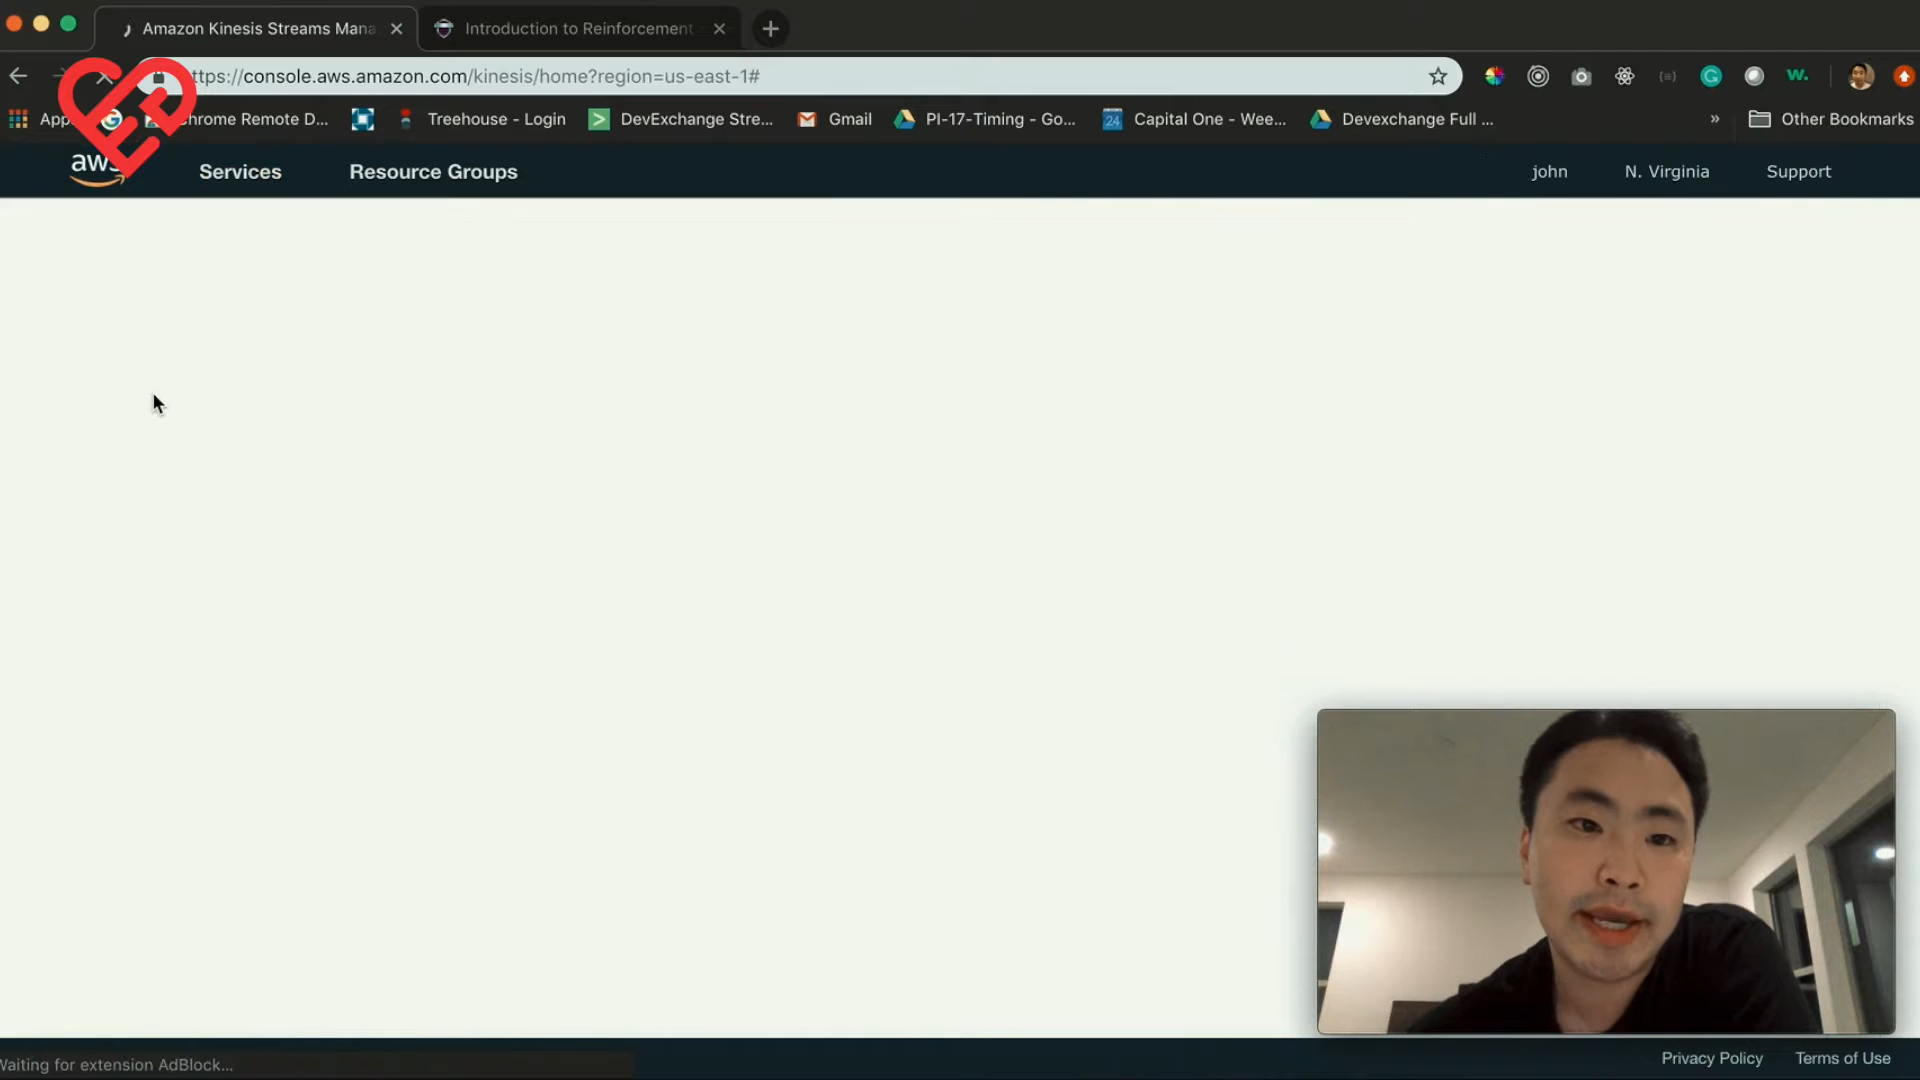 Amazon Kinesis Streams Mana
Introduction to Reinforcement
ttps://console.aws.amazon.com/kinesis/home?region=us-east-1#
App
hrome Remote D...
Treehouse - Login
DevExchange Stre...
Gmail
PI-17-Timing - Go...
24
Capital One - Wee...
Devexchange Full ...
»
Other Bookmarks
aws
Services
Resource Groups
john
N. Virginia
Support
Waiting for extension AdBlock...
Privacy Policy
Terms of Use